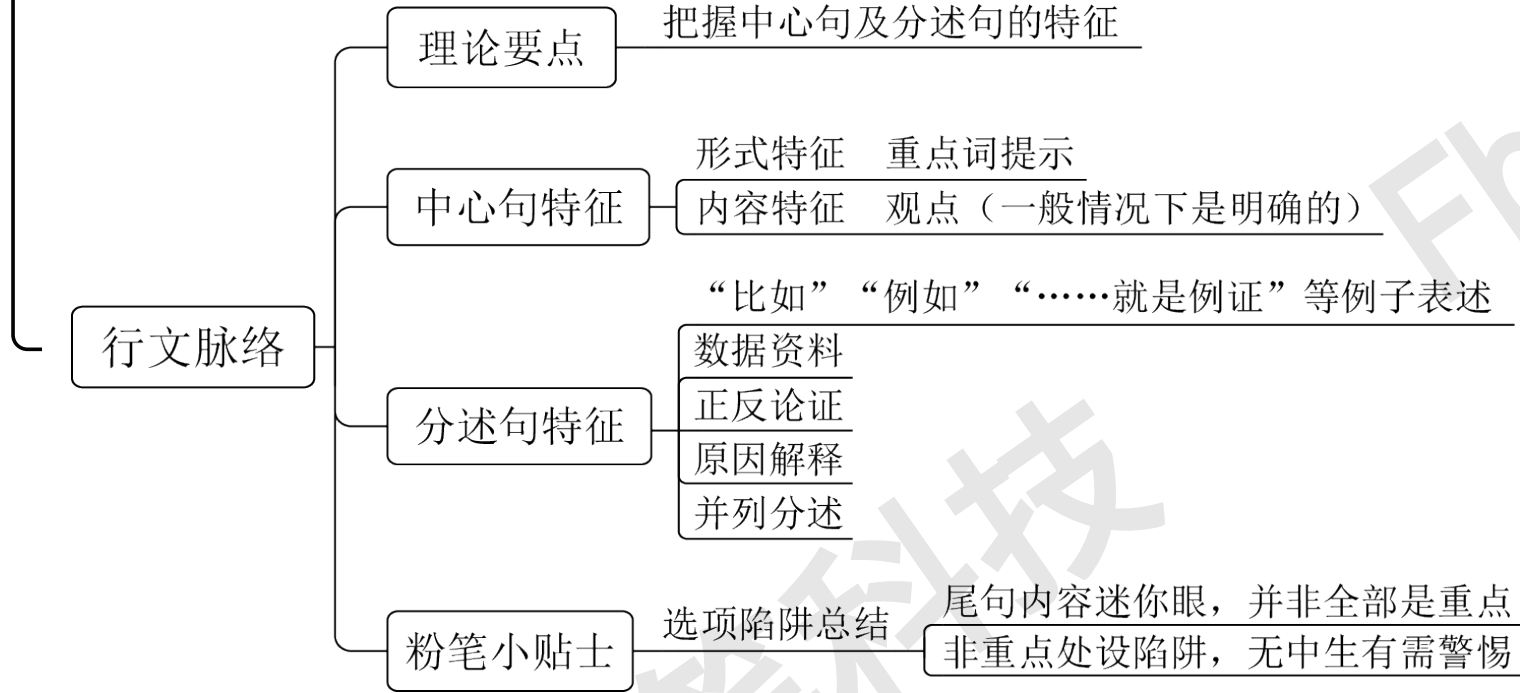 理论要点
把握中心句及分述句的特征
中心句特征
形式特征 重点词提示
内容特征 观点（一般情况下是明确的）
行文脉络
分述句特征
“比如”“例如”“……就是例证”等例子表述
数据资料
正反论证
原因解释
并列分述
粉笔小贴士
选项陷阱总结
尾句内容迷你眼，并非全部是重点
非重点处设陷阱，无中生有需警惕
科技